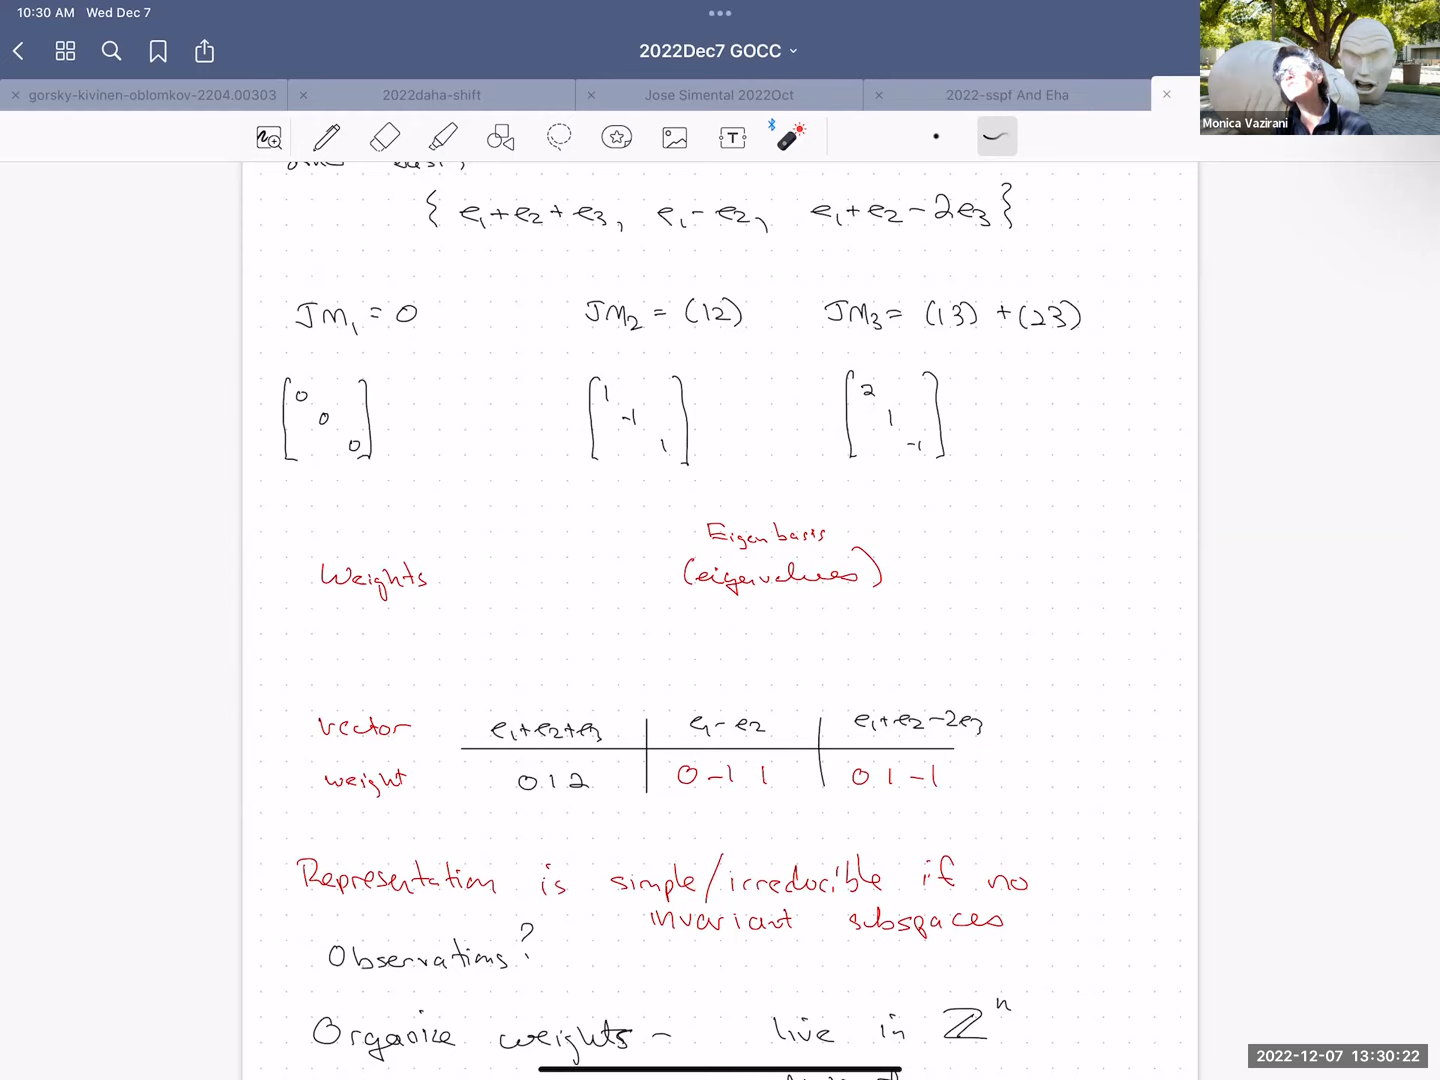 10:30 AM Wed Dec 7
2022Dec7 GOCC
gorsky-kivinen-oblomkov-2204.00303
2022daha-shift
Jose Simental 2022Oct
2022-sspf And Eha
Monica Vazirani
{ e₁+e₂+e₃, e₁-e₂, e₁+e₂-2e₃ }
JM₁ = 0 JM₂ = (12) JM₃ = (13) + (23)
[0 0 0] [1 -1 1] [2 1 -1]
Eigenbasis
Weights (eigenvalues)
vector e₁+e₂+e₃ e₁-e₂ e₁+e₂-2e₃
weight 0 1 2 0 -1 1 0 1 -1
Representation is simple/irreducible if no
invariant subspaces
Observations?
Organize weights - live in ℤⁿ
2022-12-07 13:30:22